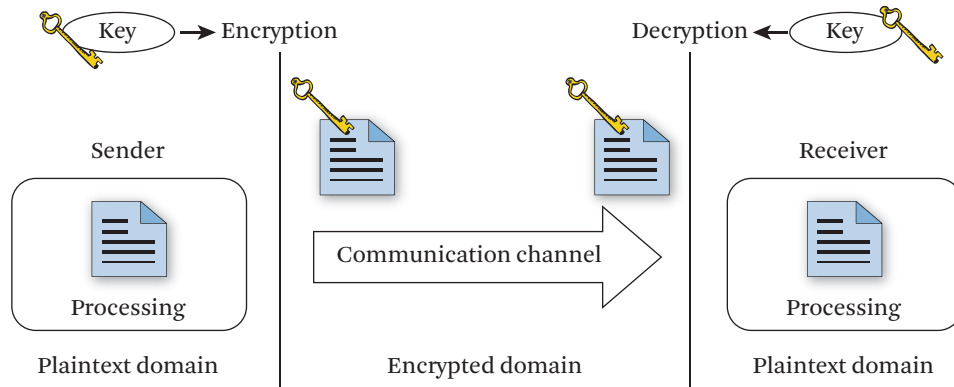 Key
Encryption
Decryption
Key
Sender
Receiver
Communication channel
Processing
Processing
Plaintext domain
Encrypted domain
Plaintext domain